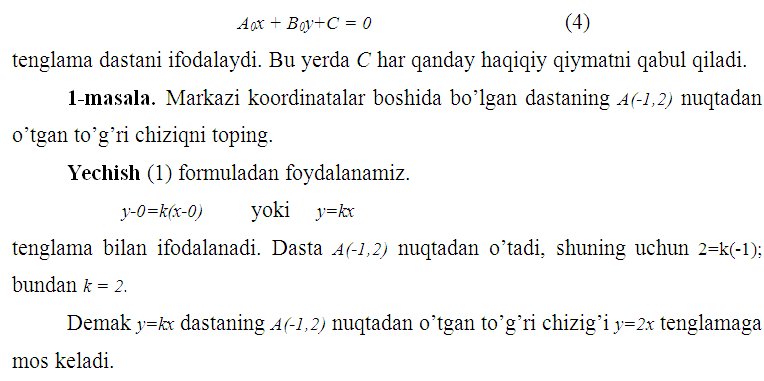 A₀x + B₀y+C = 0 (4)
tenglama dastani ifodalaydi. Bu yerda C har qanday haqiqiy qiymatni qabul qiladi.
1-masala. Markazi koordinatalar boshida bo’lgan dastaning A(-1,2) nuqtadan
o’tgan to’g’ri chiziqni toping.
Yechish (1) formuladan foydalanamiz.
y-0=k(x-0) yoki y=kx
tenglama bilan ifodalanadi. Dasta A(-1,2) nuqtadan o’tadi, shuning uchun 2=k(-1);
bundan k = 2.
Demak y=kx dastaning A(-1,2) nuqtadan o’tgan to’g’ri chizig’i y=2x tenglamaga
mos keladi.